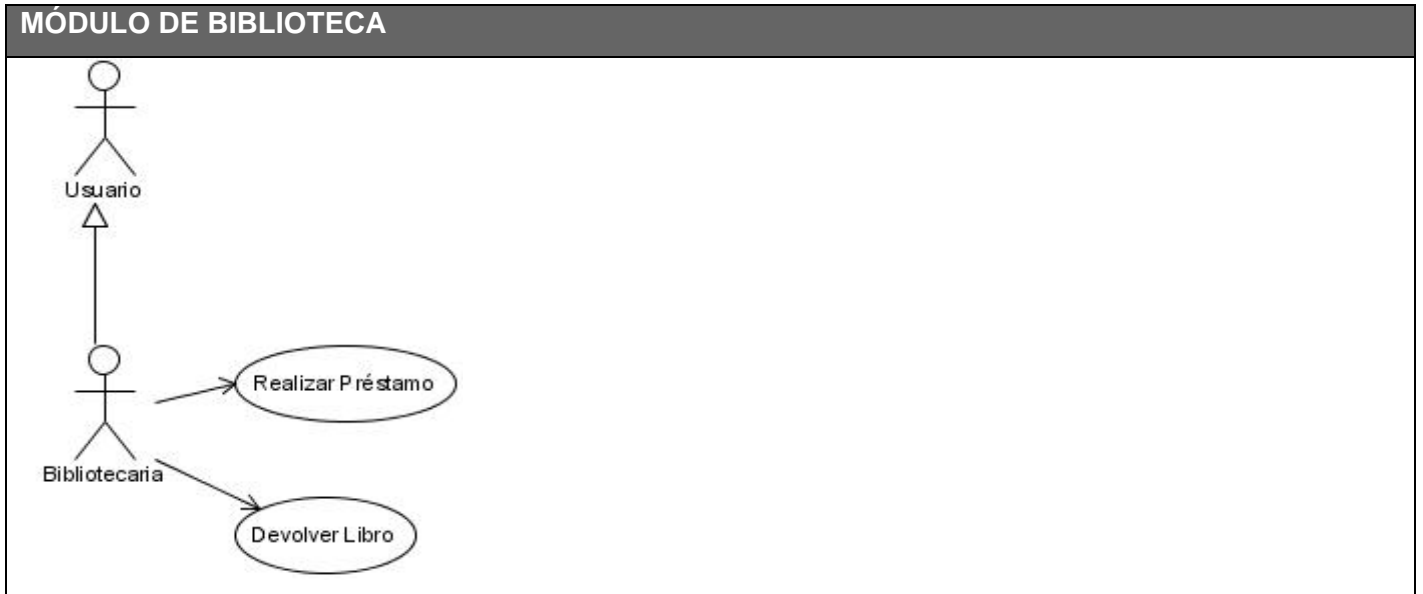 MÓDULO DE BIBLIOTECA
Usuario
Realizar Préstamo
Bibliotecaria
Devolver Libro